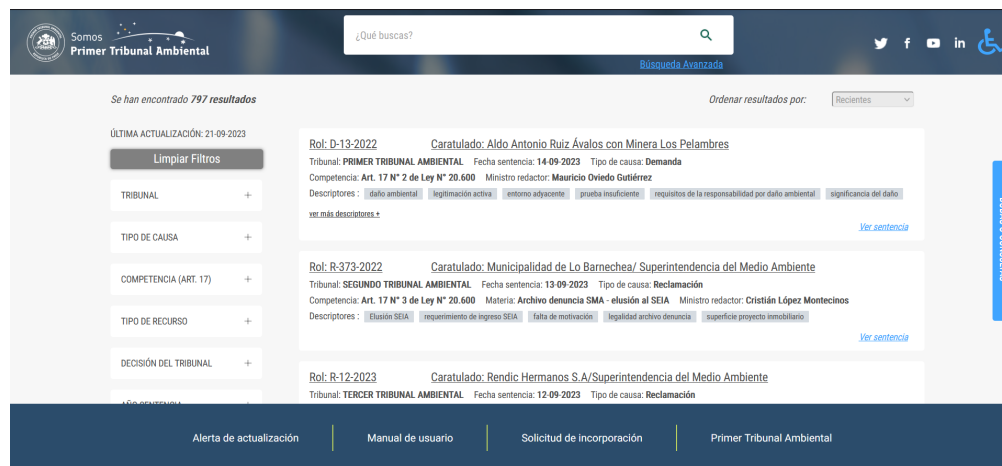 Somos
Primer Tribunal Ambiental
¿Qué buscas?
Búsqueda Avanzada
Se han encontrado 797 resultados
Ordenar resultados por: Recientes
ÚLTIMA ACTUALIZACIÓN: 21-09-2023
Limpiar Filtros
TRIBUNAL +
TIPO DE CAUSA +
COMPETENCIA (ART. 17) +
TIPO DE RECURSO +
DECISIÓN DEL TRIBUNAL +
AÑO SENTENCIA
Rol: D-13-2022 Caratulado: Aldo Antonio Ruiz Ávalos con Minera Los Pelambres
Tribunal: PRIMER TRIBUNAL AMBIENTAL Fecha sentencia: 14-09-2023 Tipo de causa: Demanda
Competencia: Art. 17 N° 2 de Ley N° 20.600 Ministro redactor: Mauricio Oviedo Gutiérrez
Descriptores : daño ambiental legitimación activa entorno adyacente prueba insuficiente requisitos de la responsabilidad por daño ambiental significancia del daño
ver más descriptores +
Ver sentencia
Rol: R-373-2022 Caratulado: Municipalidad de Lo Barnechea/ Superintendencia del Medio Ambiente
Tribunal: SEGUNDO TRIBUNAL AMBIENTAL Fecha sentencia: 13-09-2023 Tipo de causa: Reclamación
Competencia: Art. 17 N° 3 de Ley N° 20.600 Materia: Archivo denuncia SMA - elusión al SEIA Ministro redactor: Cristián López Montecinos
Descriptores : Elusión SEIA requerimiento de ingreso SEIA falta de motivación legalidad archivo denuncia superficie proyecto inmobiliario
Ver sentencia
Rol: R-12-2023 Caratulado: Rendic Hermanos S.A/Superintendencia del Medio Ambiente
Tribunal: TERCER TRIBUNAL AMBIENTAL Fecha sentencia: 12-09-2023 Tipo de causa: Reclamación
Alerta de actualización
Manual de usuario
Solicitud de incorporación
Primer Tribunal Ambiental